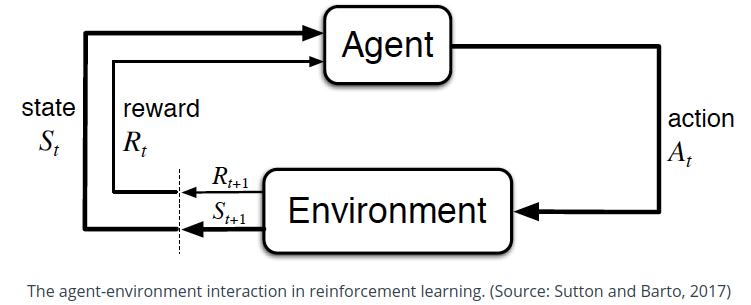 Agent
state
S_t
reward
R_t
action
A_t
R_{t+1}
S_{t+1}
Environment
The agent-environment interaction in reinforcement learning. (Source: Sutton and Barto, 2017)